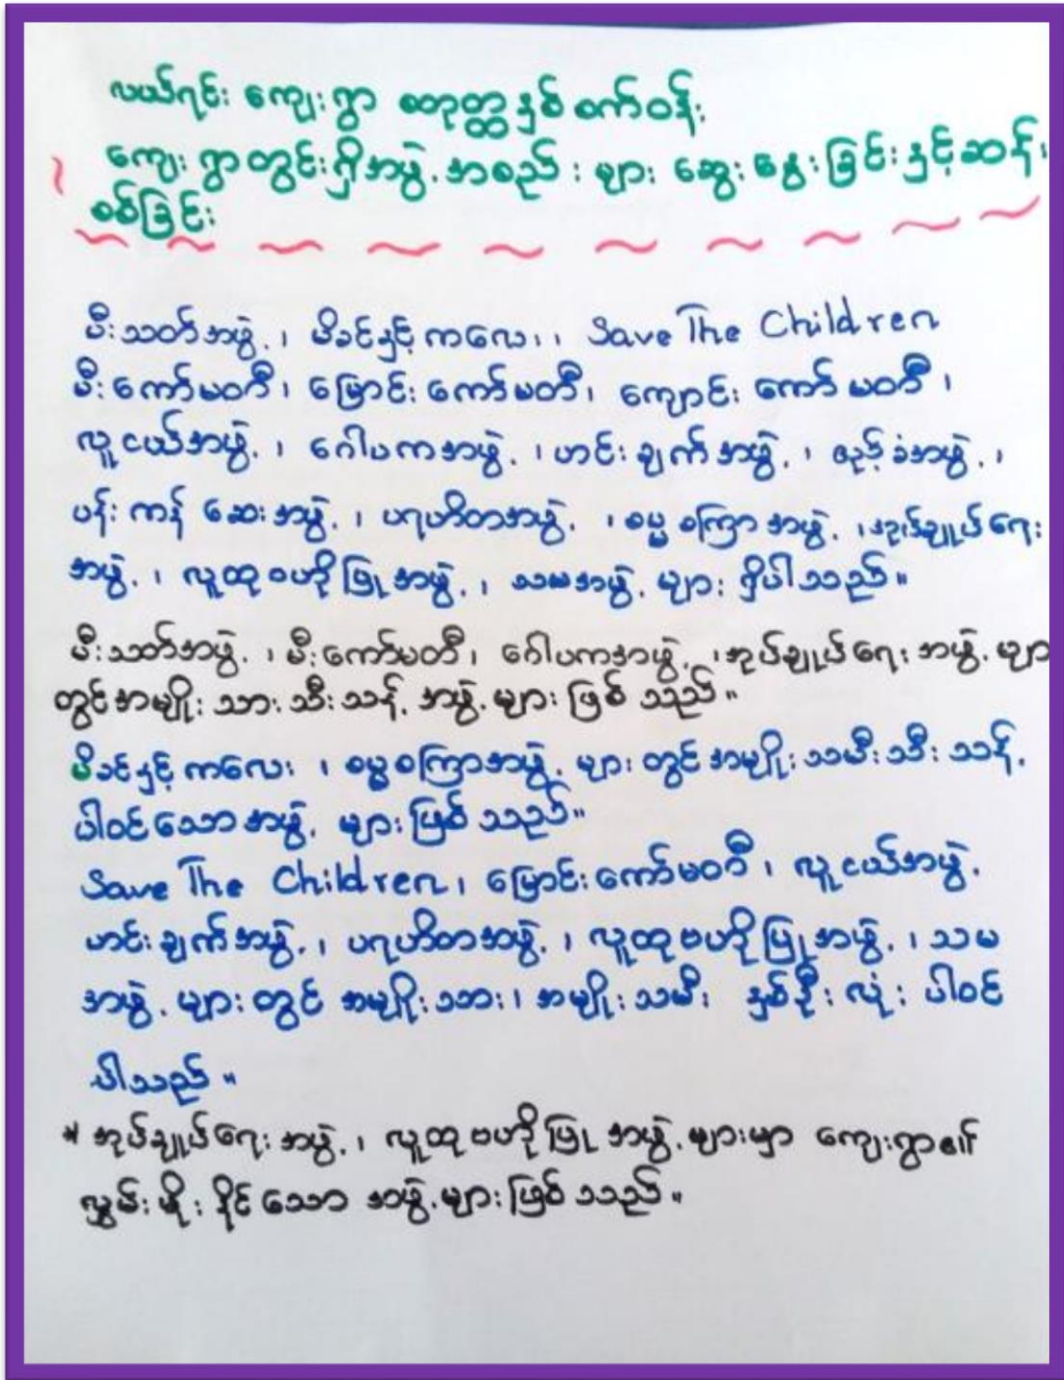 လယ်ရင်း ကျေးရွာ စတုတ္ထနှစ်စက်ဝန်း
ကျေးရွာတွင်းရှိအဖွဲ့အစည်းများ ဆွေးနွေးခြင်းနှင့်ဆန်း
စစ်ခြင်း
မီးသတ်အဖွဲ့၊ မိခင်နှင့်ကလေး၊ Save The Children
မီးကော်မတီ၊ မြောင်းကော်မတီ၊ ကျောင်းကော်မတီ၊
လူငယ်အဖွဲ့၊ ဂေါပကအဖွဲ့၊ ဟင်းချက်အဖွဲ့၊ ဧည့်ခံအဖွဲ့၊
ပန်းကန်ဆေးအဖွဲ့၊ ပရဟိတအဖွဲ့၊ ဓမ္မစကြာအဖွဲ့၊ အုပ်ချုပ်ရေး
အဖွဲ့၊ လူထုဗဟိုပြုအဖွဲ့၊ သမအဖွဲ့များ ရှိပါသည်။
မီးသတ်အဖွဲ့၊ မီးကော်မတီ၊ ဂေါပကအဖွဲ့၊ အုပ်ချုပ်ရေးအဖွဲ့များ
တွင်အမျိုးသားသီးသန့်အဖွဲ့များဖြစ်သည်။
မိခင်နှင့်ကလေး၊ ဓမ္မစကြာအဖွဲ့များတွင်အမျိုးသမီးသီးသန့်
ပါဝင်သောအဖွဲ့များဖြစ်သည်။
Save The Children၊ မြောင်းကော်မတီ၊ လူငယ်အဖွဲ့
ဟင်းချက်အဖွဲ့၊ ပရဟိတအဖွဲ့၊ လူထုဗဟိုပြုအဖွဲ့၊ သမ
အဖွဲ့များတွင် အမျိုးသား၊ အမျိုးသမီး နှစ်ဦးလုံးပါဝင်
ပါသည်။
* အုပ်ချုပ်ရေးအဖွဲ့၊ လူထုဗဟိုပြုအဖွဲ့များမှာ ကျေးရွာ၏
လွှမ်းမိုးနိုင်သောအဖွဲ့များဖြစ်သည်။